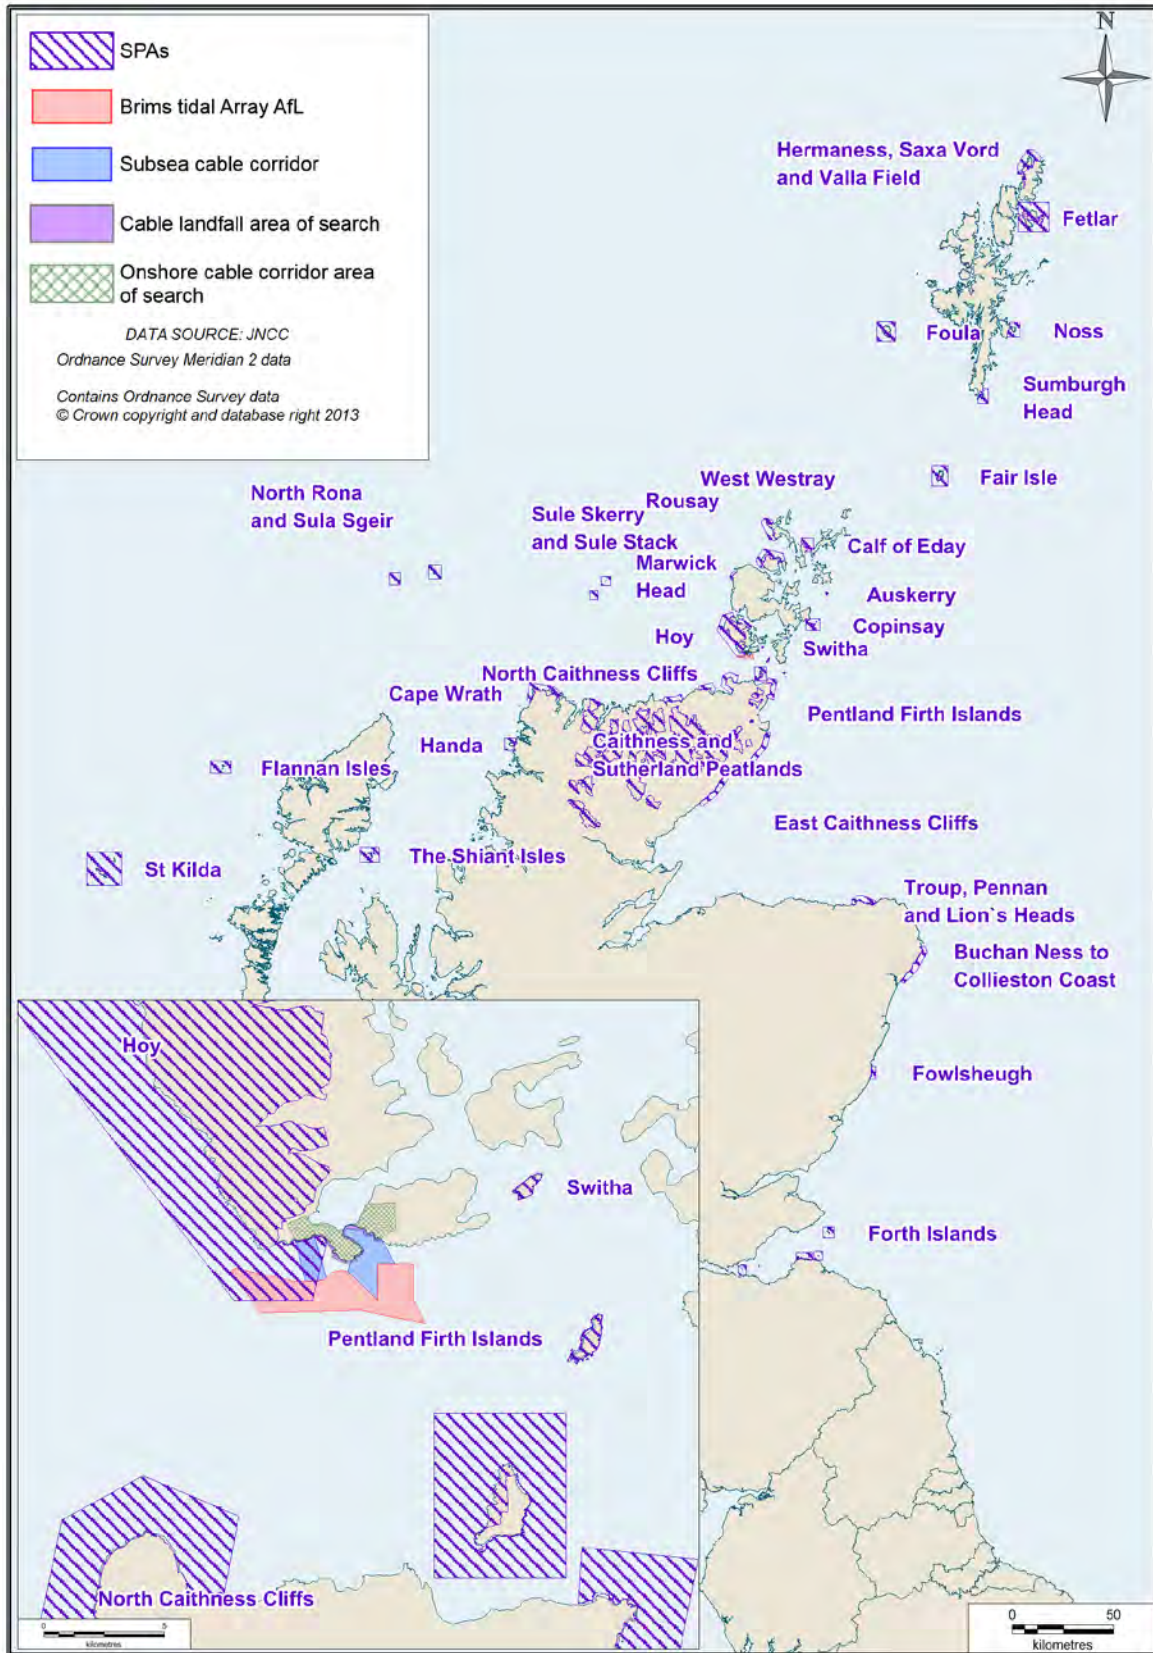 SPAs
Brims tidal Array AfL
Subsea cable corridor
Cable landfall area of search
Onshore cable corridor area
of search
DATA SOURCE: JNCC
Ordnance Survey Meridian 2 data
Contains Ordnance Survey data
© Crown copyright and database right 2013
N
Hermaness, Saxa Vord
and Valla Field
Fetlar
Foula
Noss
Sumburgh
Head
Fair Isle
West Westray
Rousay
North Rona
and Sula Sgeir
Sule Skerry
and Sule Stack
Marwick
Head
Calf of Eday
Auskerry
Copinsay
Hoy
Switha
North Caithness Cliffs
Cape Wrath
Pentland Firth Islands
Handa
Caithness and
Sutherland Peatlands
Flannan Isles
East Caithness Cliffs
The Shiant Isles
St Kilda
Troup, Pennan
and Lion`s Heads
Buchan Ness to
Collieston Coast
Fowlsheugh
Forth Islands
Hoy
Switha
Pentland Firth Islands
North Caithness Cliffs
0 5
kilometres
0 50
kilometres